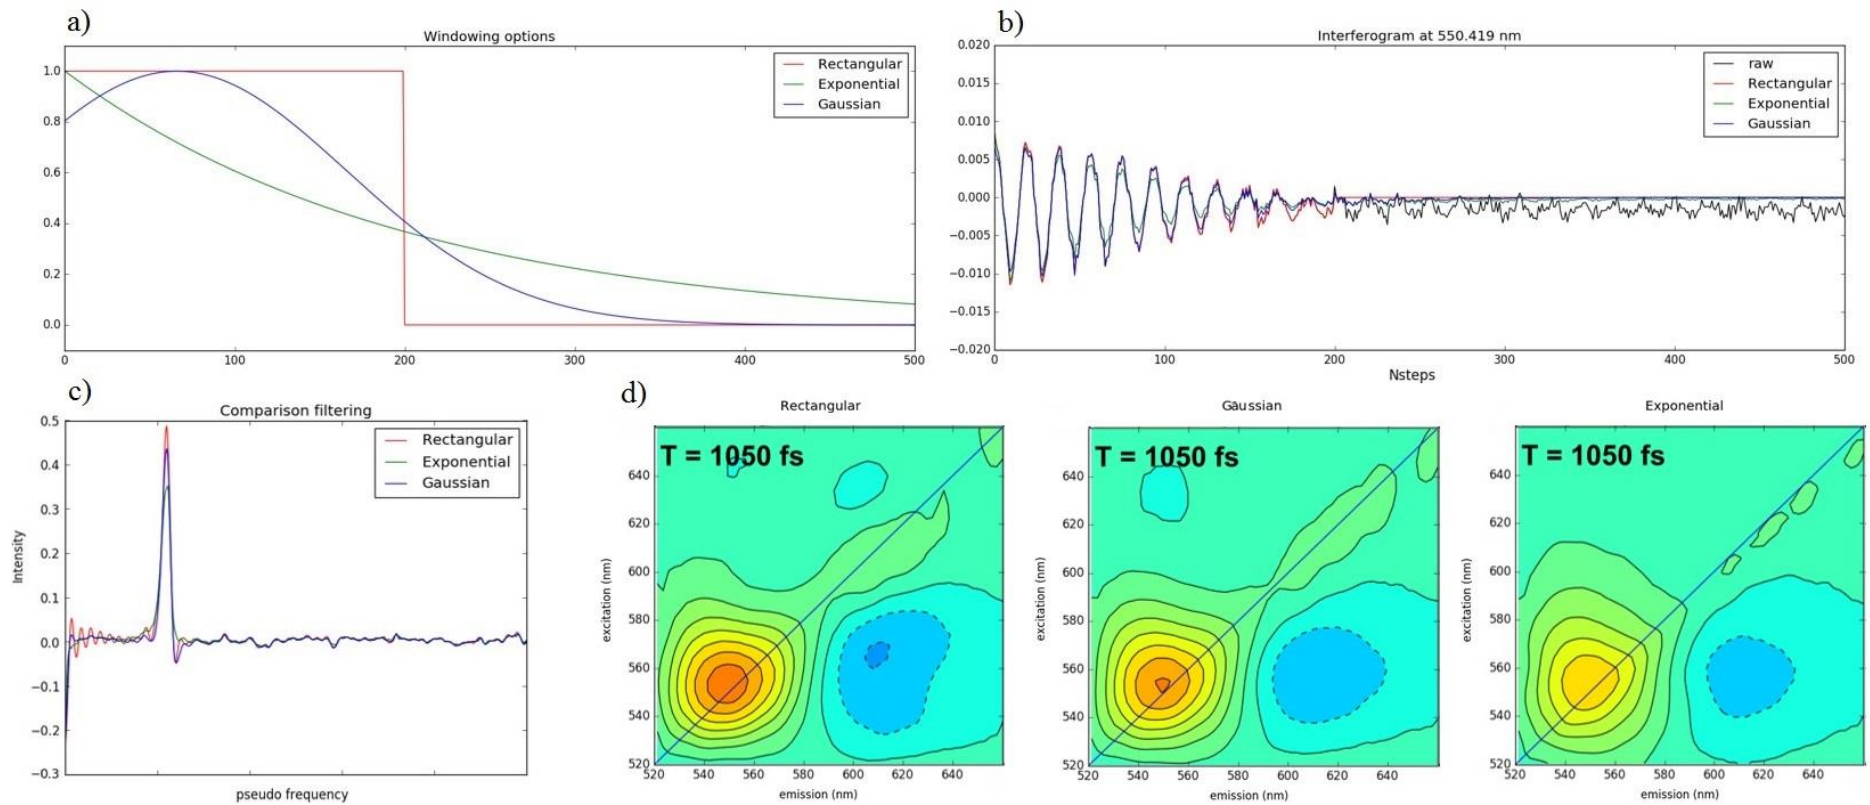 a)
Windowing options
Rectangular
Exponential
Gaussian
1.0
0.8
0.6
0.4
0.2
0.0
0 100 200 300 400 500
b)
Interferogram at 550.419 nm
raw
Rectangular
Exponential
Gaussian
0.020
0.015
0.010
0.005
0.000
−0.005
−0.010
−0.015
−0.020
0 100 200 300 400 500
Nsteps
c)
Comparison filtering
Rectangular
Exponential
Gaussian
Intensity
0.5
0.4
0.3
0.2
0.1
0.0
−0.1
−0.2
−0.3
pseudo frequency
d)
Rectangular
T = 1050 fs
excitation (nm)
640
620
600
580
560
540
520
520 540 560 580 600 620 640
emission (nm)
Gaussian
T = 1050 fs
excitation (nm)
640
620
600
580
560
540
520
520 540 560 580 600 620 640
emission (nm)
Exponential
T = 1050 fs
excitation (nm)
640
620
600
580
560
540
520
520 540 560 580 600 620 640
emission (nm)